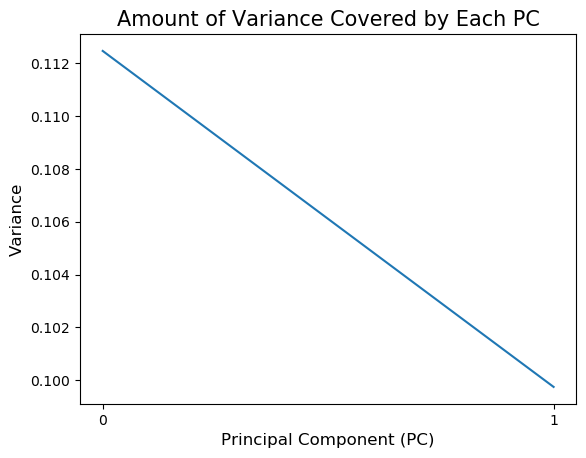 Amount of Variance Covered by Each PC
0.112
0.110
0.108
0.106
0.104
0.102
0.100
Variance
0 1
Principal Component (PC)